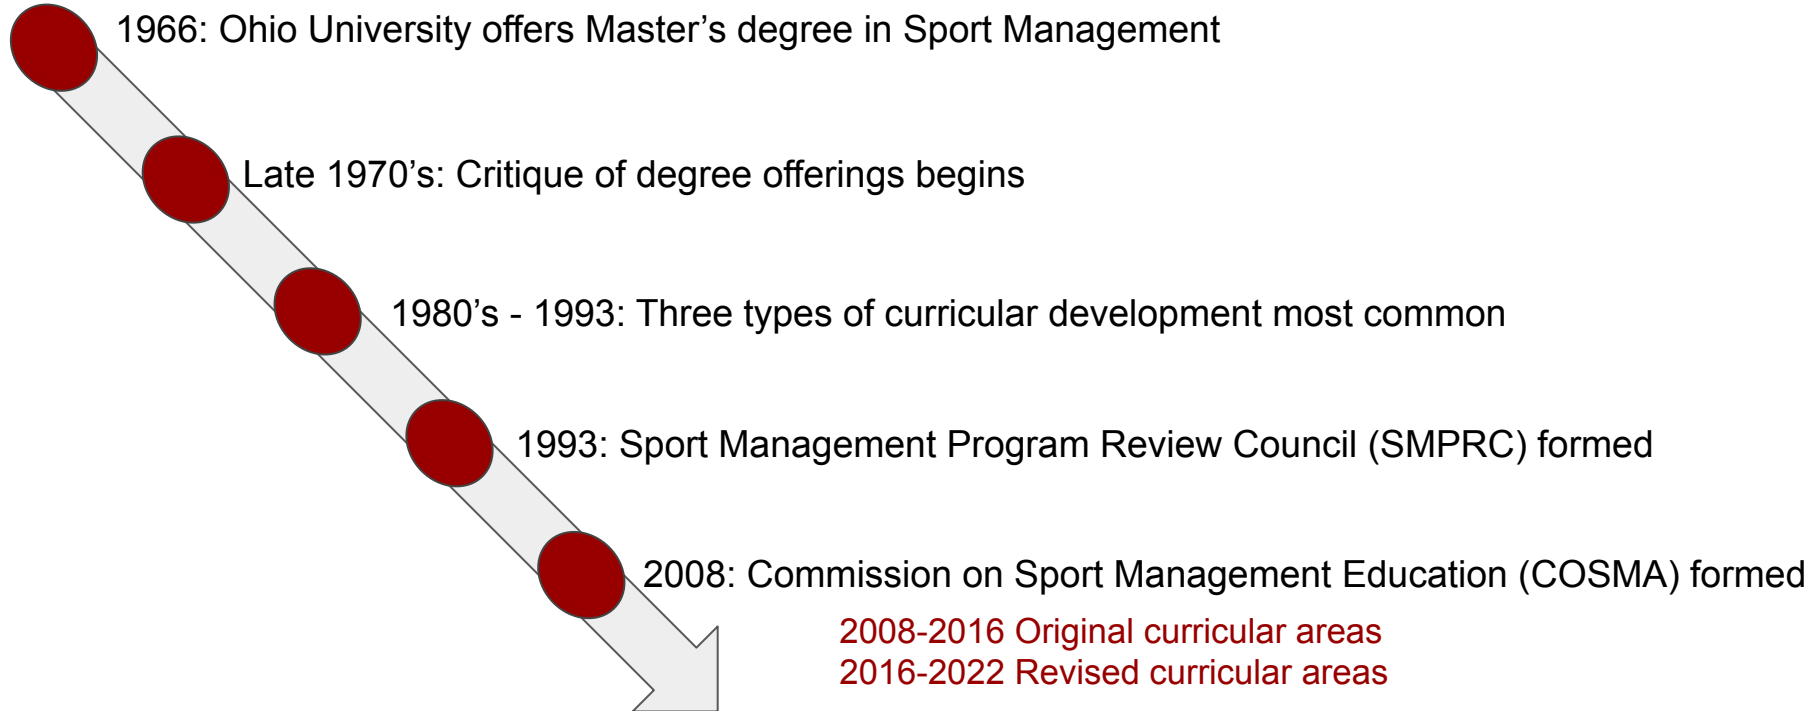 1966: Ohio University offers Master’s degree in Sport Management
Late 1970’s: Critique of degree offerings begins
1980’s - 1993: Three types of curricular development most common
1993: Sport Management Program Review Council (SMPRC) formed
2008: Commission on Sport Management Education (COSMA) formed
2008-2016 Original curricular areas
2016-2022 Revised curricular areas